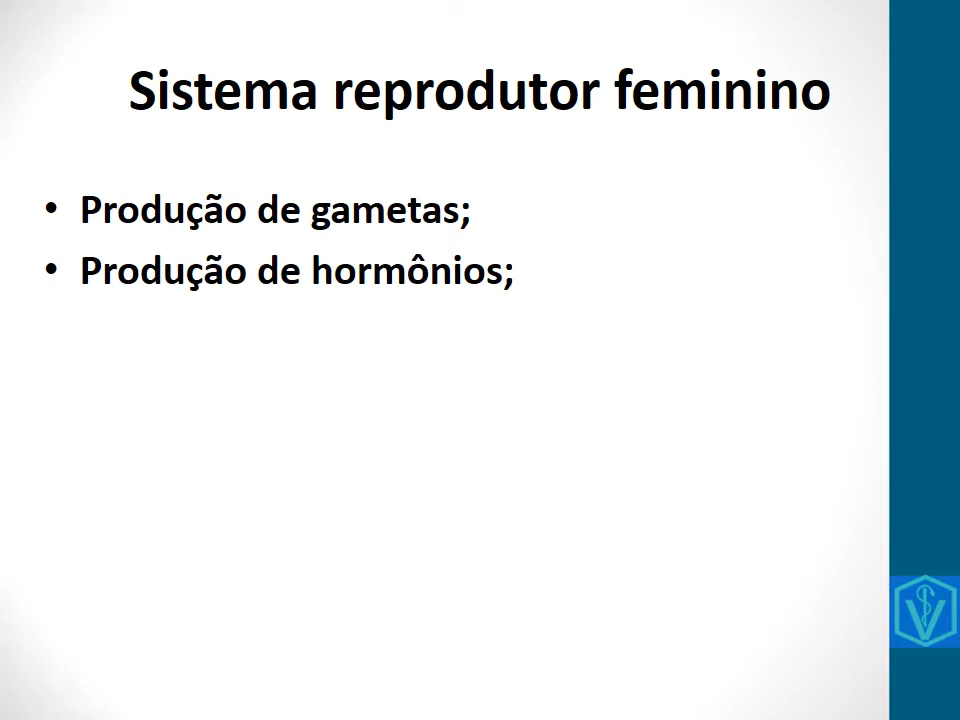 Sistema reprodutor feminino
• Produção de gametas;
• Produção de hormônios;
V